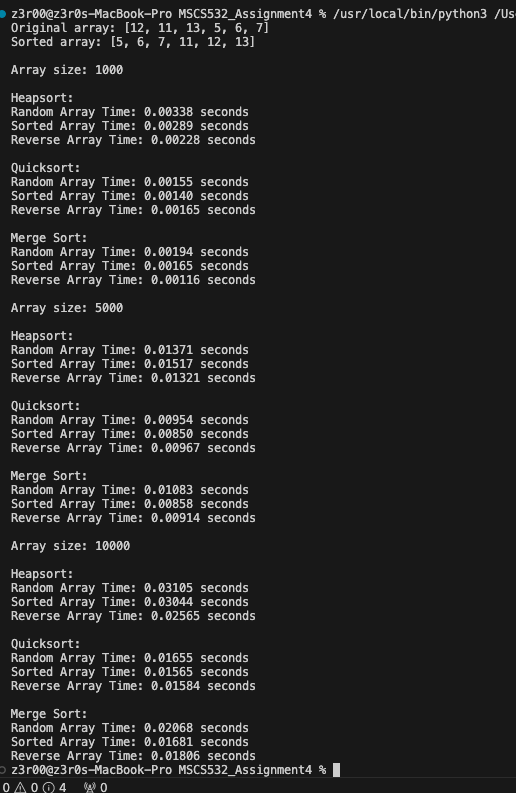 z3r00@z3r0s-MacBook-Pro MSCS532_Assignment4 % /usr/local/bin/python3 /Us
Original array: [12, 11, 13, 5, 6, 7]
Sorted array: [5, 6, 7, 11, 12, 13]
Array size: 1000
Heapsort:
Random Array Time: 0.00338 seconds
Sorted Array Time: 0.00289 seconds
Reverse Array Time: 0.00228 seconds
Quicksort:
Random Array Time: 0.00155 seconds
Sorted Array Time: 0.00140 seconds
Reverse Array Time: 0.00165 seconds
Merge Sort:
Random Array Time: 0.00194 seconds
Sorted Array Time: 0.00165 seconds
Reverse Array Time: 0.00116 seconds
Array size: 5000
Heapsort:
Random Array Time: 0.01371 seconds
Sorted Array Time: 0.01517 seconds
Reverse Array Time: 0.01321 seconds
Quicksort:
Random Array Time: 0.00954 seconds
Sorted Array Time: 0.00850 seconds
Reverse Array Time: 0.00967 seconds
Merge Sort:
Random Array Time: 0.01083 seconds
Sorted Array Time: 0.00858 seconds
Reverse Array Time: 0.00914 seconds
Array size: 10000
Heapsort:
Random Array Time: 0.03105 seconds
Sorted Array Time: 0.03044 seconds
Reverse Array Time: 0.02565 seconds
Quicksort:
Random Array Time: 0.01655 seconds
Sorted Array Time: 0.01565 seconds
Reverse Array Time: 0.01584 seconds
Merge Sort:
Random Array Time: 0.02068 seconds
Sorted Array Time: 0.01681 seconds
Reverse Array Time: 0.01806 seconds
z3r00@z3r0s-MacBook-Pro MSCS532_Assignment4 %
0 0 4 0